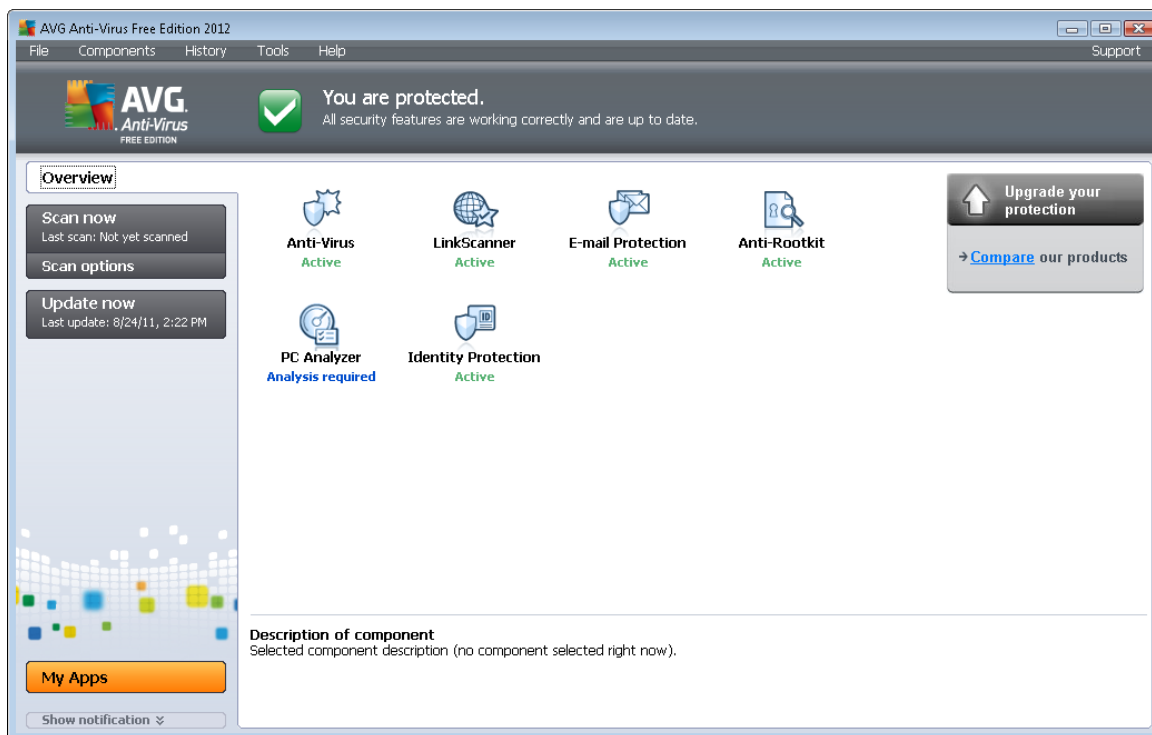 AVG Anti-Virus Free Edition 2012
File Components History Tools Help Support
AVG.
Anti-Virus
FREE EDITION
You are protected.
All security features are working correctly and are up to date.
Overview
Scan now
Last scan: Not yet scanned
Scan options
Update now
Last update: 8/24/11, 2:22 PM
My Apps
Show notification
Anti-Virus
Active
LinkScanner
Active
E-mail Protection
Active
Anti-Rootkit
Active
PC Analyzer
Analysis required
ID
Identity Protection
Active
Upgrade your
protection
Compare our products
Description of component
Selected component description (no component selected right now).